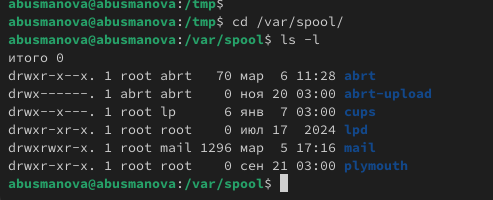 abusmanova@abusmanova:/tmp$
abusmanova@abusmanova:/tmp$ cd /var/spool/
abusmanova@abusmanova:/var/spool$ ls -l
итого 0
drwxr-x--x. 1 root abrt   70 мар  6 11:28 abrt
drwx------. 1 abrt abrt    0 ноя 20 03:00 abrt-upload
drwx--x---. 1 root lp      6 янв  7 03:00 cups
drwxr-xr-x. 1 root root    0 июл 17  2024 lpd
drwxrwxr-x. 1 root mail 1296 мар  5 17:16 mail
drwxr-xr-x. 1 root root    0 сен 21 03:00 plymouth
abusmanova@abusmanova:/var/spool$